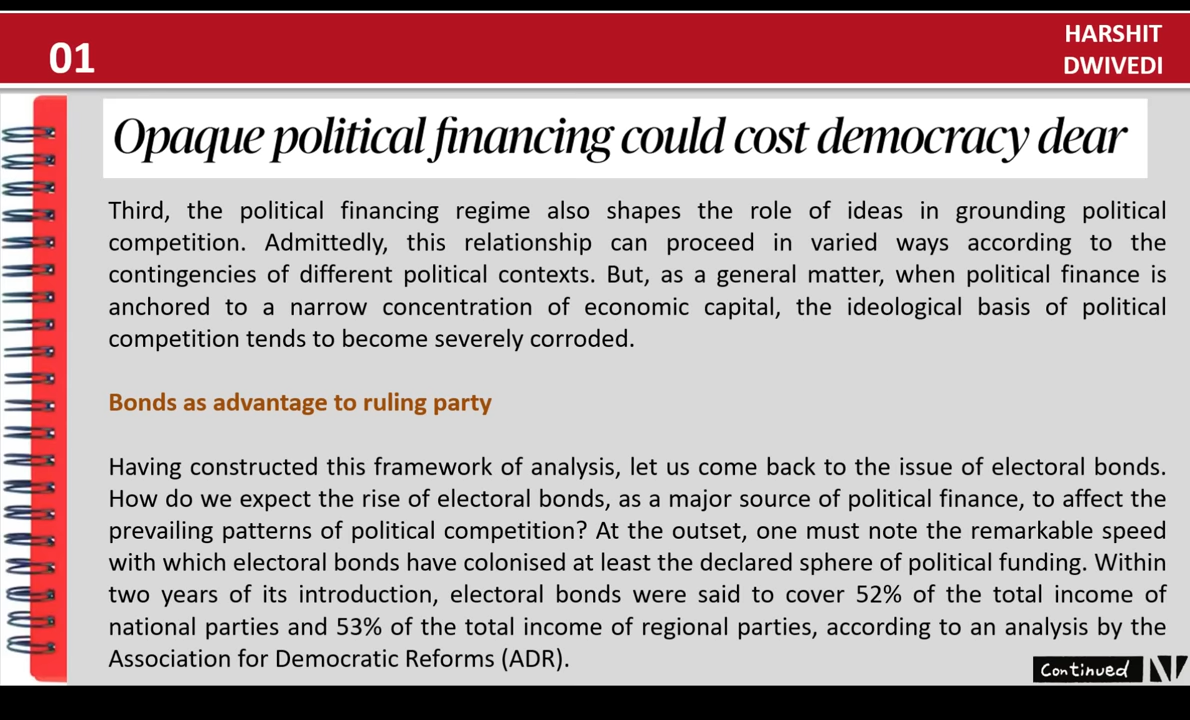 01
HARSHIT
DWIVEDI
Opaque political financing could cost democracy dear
Third, the political financing regime also shapes the role of ideas in grounding political
competition. Admittedly, this relationship can proceed in varied ways according to the
contingencies of different political contexts. But, as a general matter, when political finance is
anchored to a narrow concentration of economic capital, the ideological basis of political
competition tends to become severely corroded.
Bonds as advantage to ruling party
Having constructed this framework of analysis, let us come back to the issue of electoral bonds.
How do we expect the rise of electoral bonds, as a major source of political finance, to affect the
prevailing patterns of political competition? At the outset, one must note the remarkable speed
with which electoral bonds have colonised at least the declared sphere of political funding. Within
two years of its introduction, electoral bonds were said to cover 52% of the total income of
national parties and 53% of the total income of regional parties, according to an analysis by the
Association for Democratic Reforms (ADR).
Continued